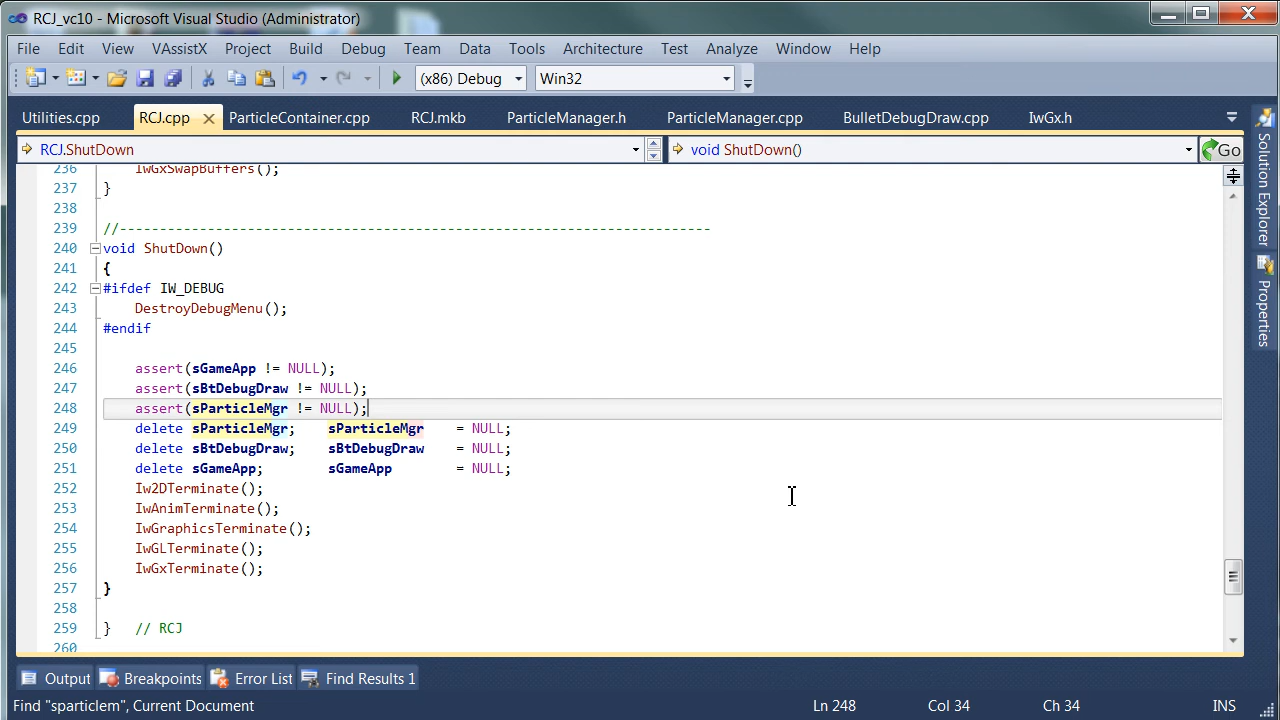 RCJ_vc10 - Microsoft Visual Studio (Administrator)
File Edit View VAssistX Project Build Debug Team Data Tools Architecture Test Analyze Window Help
(x86) Debug Win32
Utilities.cpp RCJ.cpp ParticleContainer.cpp RCJ.mkb ParticleManager.h ParticleManager.cpp BulletDebugDraw.cpp IwGx.h
RCJ.ShutDown void ShutDown() Go
236 IwGxSwapBuffers();
237 }
238
239 //--------------------------------------------------------------------------
240 void ShutDown()
241 {
242 #ifdef IW_DEBUG
243 DestroyDebugMenu();
244 #endif
245
246 assert(sGameApp != NULL);
247 assert(sBtDebugDraw != NULL);
248 assert(sParticleMgr != NULL);
249 delete sParticleMgr; sParticleMgr = NULL;
250 delete sBtDebugDraw; sBtDebugDraw = NULL;
251 delete sGameApp; sGameApp = NULL;
252 Iw2DTerminate();
253 IwAnimTerminate();
254 IwGraphicsTerminate();
255 IwGLTerminate();
256 IwGxTerminate();
257 }
258
259 } // RCJ
260
Solution Explorer
Properties
Output Breakpoints Error List Find Results 1
Find "sparticlem", Current Document Ln 248 Col 34 Ch 34 INS